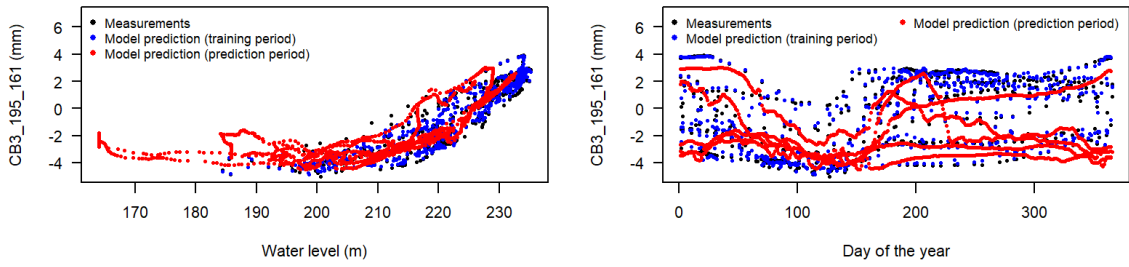 CB3_195_161 (mm)
6
4
2
0
-2
-4
Measurements
Model prediction (training period)
Model prediction (prediction period)
170 180 190 200 210 220 230
Water level (m)
CB3_195_161 (mm)
6
4
2
0
-2
-4
Measurements Model prediction (prediction period)
Model prediction (training period)
0 100 200 300
Day of the year